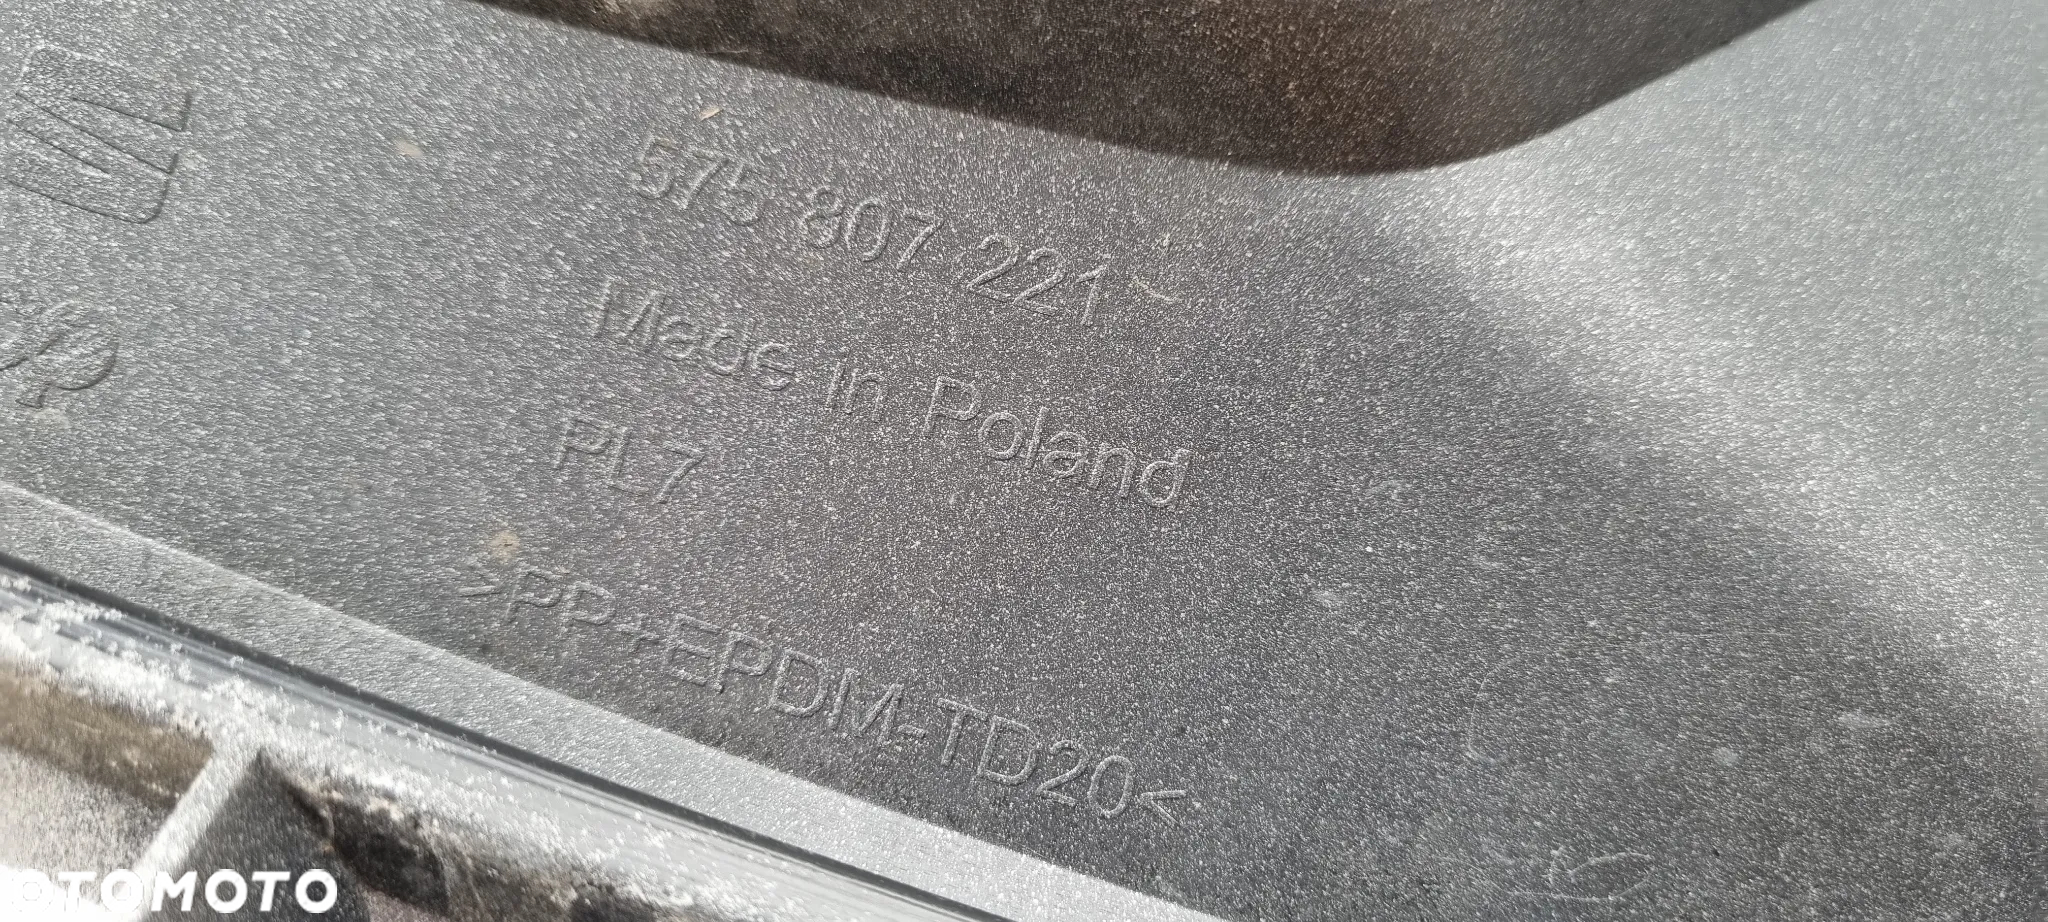 575 807 221
Made in Poland
PL7
>PP+EPDM-TD20<
OTOMOTO